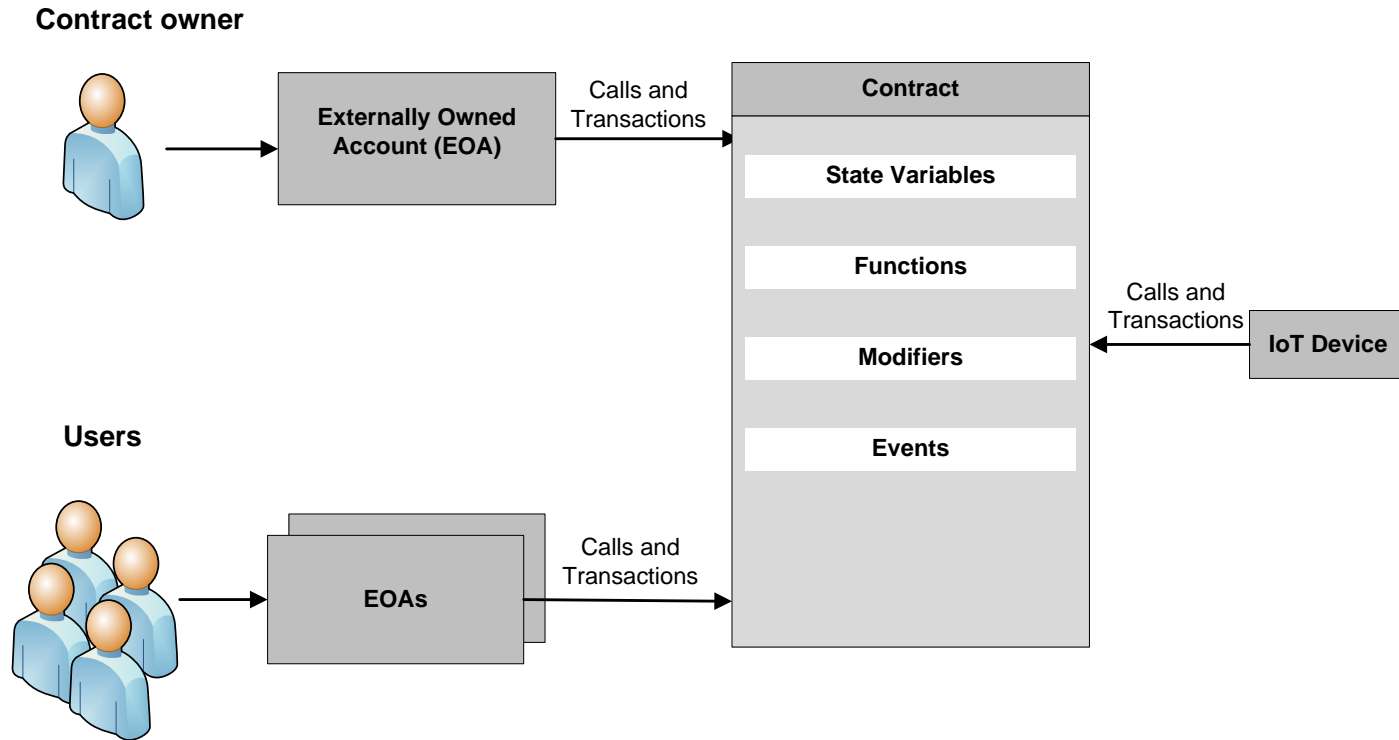 Contract owner
Externally Owned
Account (EOA)
Calls and
Transactions
Contract
State Variables
Functions
Modifiers
Events
Calls and
Transactions
IoT Device
Users
EOAs
Calls and
Transactions